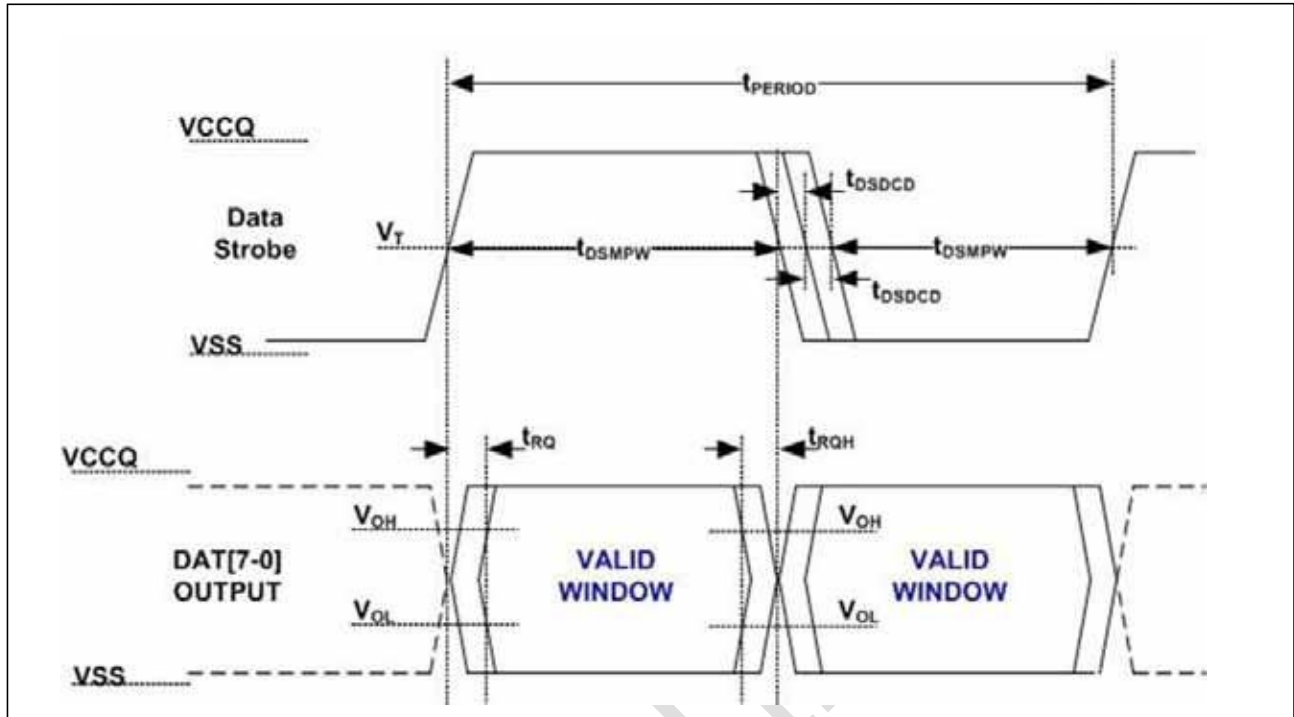 tPERIOD
VCCQ
tDSDCD
Data
Strobe
VT
tDSMPW
tDSMPW
tDSDCD
VSS
tRQ
tRQH
VCCQ
VOH
VOH
DAT[7-0]
OUTPUT
VALID
WINDOW
VALID
WINDOW
VOL
VOL
VSS